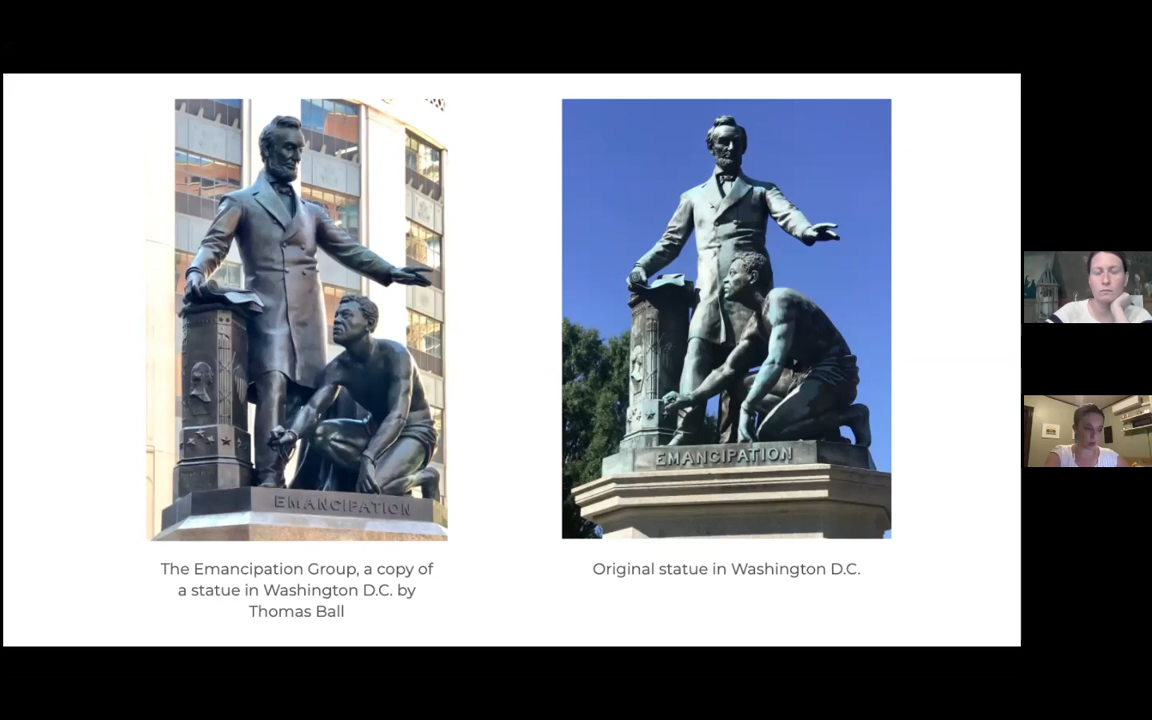 EMANCIPATION
EMANCIPATION
The Emancipation Group, a copy of
a statue in Washington D.C. by
Thomas Ball
Original statue in Washington D.C.